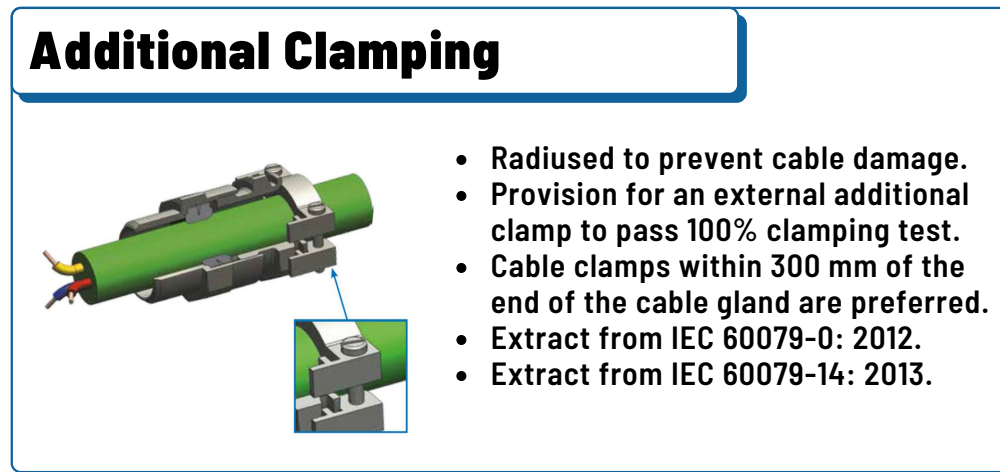 Additional Clamping
• Radiused to prevent cable damage.
• Provision for an external additional
clamp to pass 100% clamping test.
• Cable clamps within 300 mm of the
end of the cable gland are preferred.
• Extract from IEC 60079-0: 2012.
• Extract from IEC 60079-14: 2013.